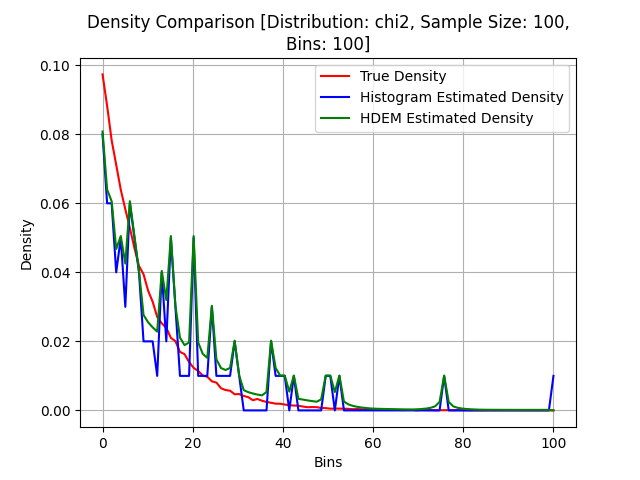 Density Comparison [Distribution: chi2, Sample Size: 100,
Bins: 100]
True Density
Histogram Estimated Density
HDEM Estimated Density
Density
0.10
0.08
0.06
0.04
0.02
0.00
0
20
40
60
80
100
Bins